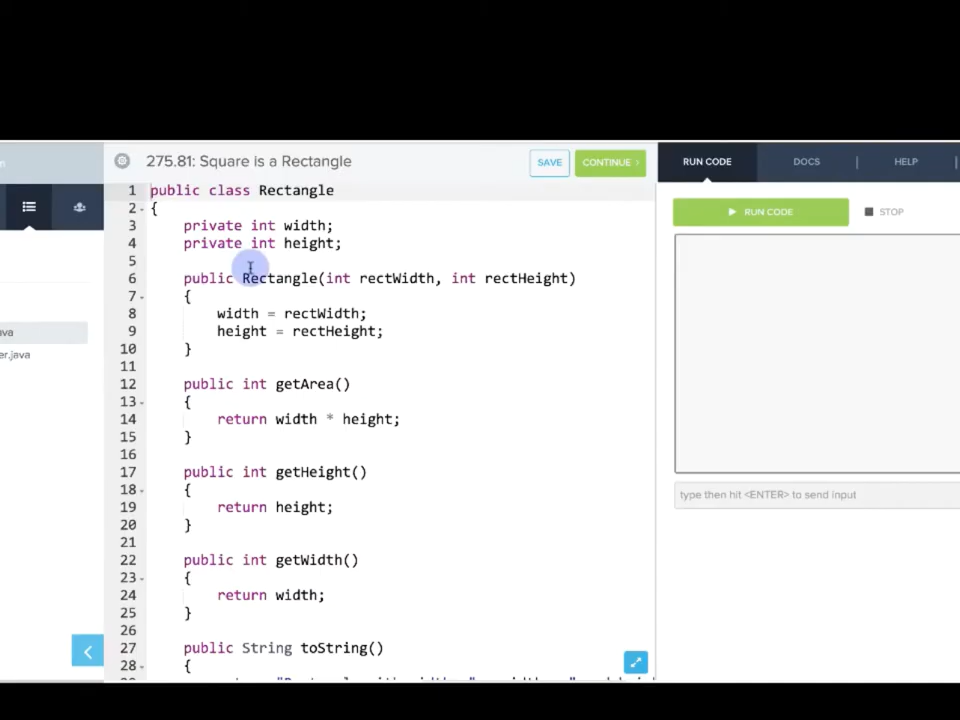 275.81: Square is a Rectangle
SAVE
CONTINUE ›
RUN CODE
DOCS
|
HELP
|
RUN CODE
STOP
type then hit <ENTER> to send input
ava
er.java
1 public class Rectangle
2 {
3 private int width;
4 private int height;
5
6 public Rectangle(int rectWidth, int rectHeight)
7 {
8 width = rectWidth;
9 height = rectHeight;
10 }
11
12 public int getArea()
13 {
14 return width * height;
15 }
16
17 public int getHeight()
18 {
19 return height;
20 }
21
22 public int getWidth()
23 {
24 return width;
25 }
26
27 public String toString()
28 {